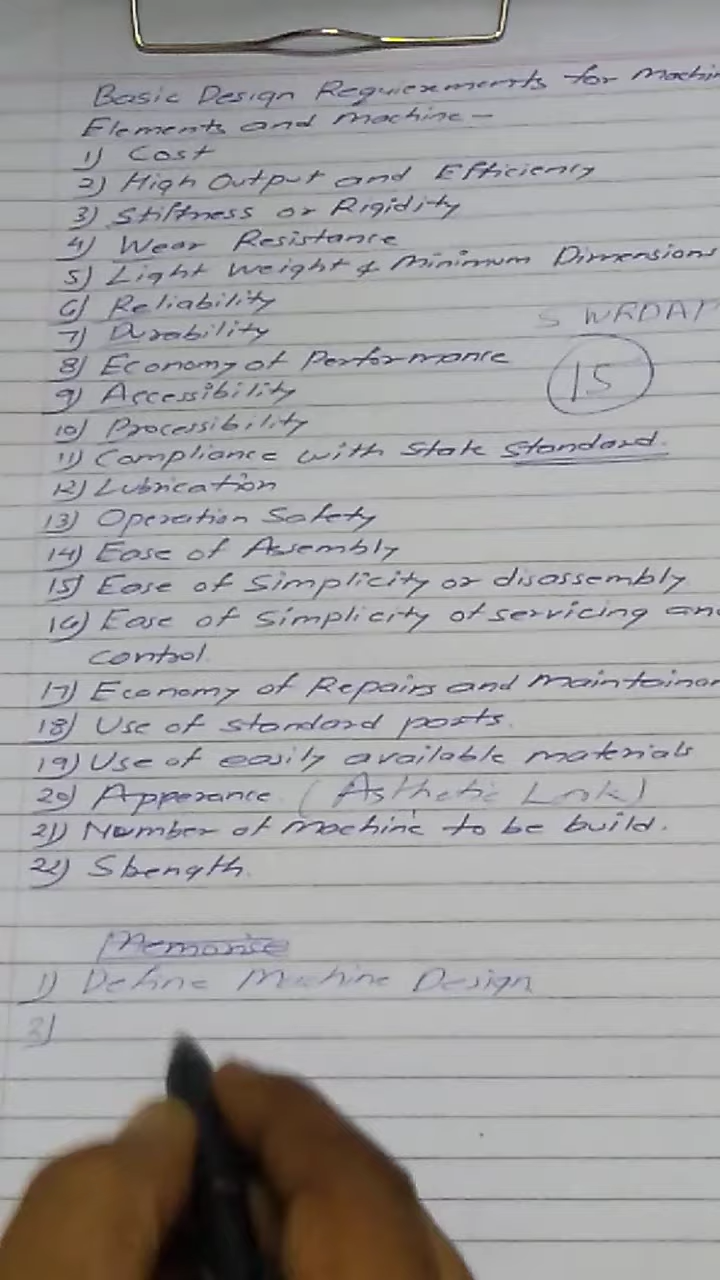 Basic Design Requirements for Machin
Elements and Machine -
1) Cost
2) High Output and Efficiency
3) Stiffness or Rigidity
4) Wear Resistance
5) Light Weight & Minimum Dimensions
6) Reliability
S WRDAP
7) Durability
8) Economy of Performance
15
9) Accessibility
10) Processibility
11) Compliance with State Standard.
12) Lubrication
13) Operation Safety
14) Ease of Assembly
15) Ease of Simplicity or disassembly
16) Ease of Simplicity of servicing and
control.
17) Economy of Repairs and Maintainan
18) Use of standard parts.
19) Use of easily available materials
20) Apperance (Asthetic Look)
21) Number of Machine to be build.
22) Strength.
Memorise
1) Define Machine Design
3)